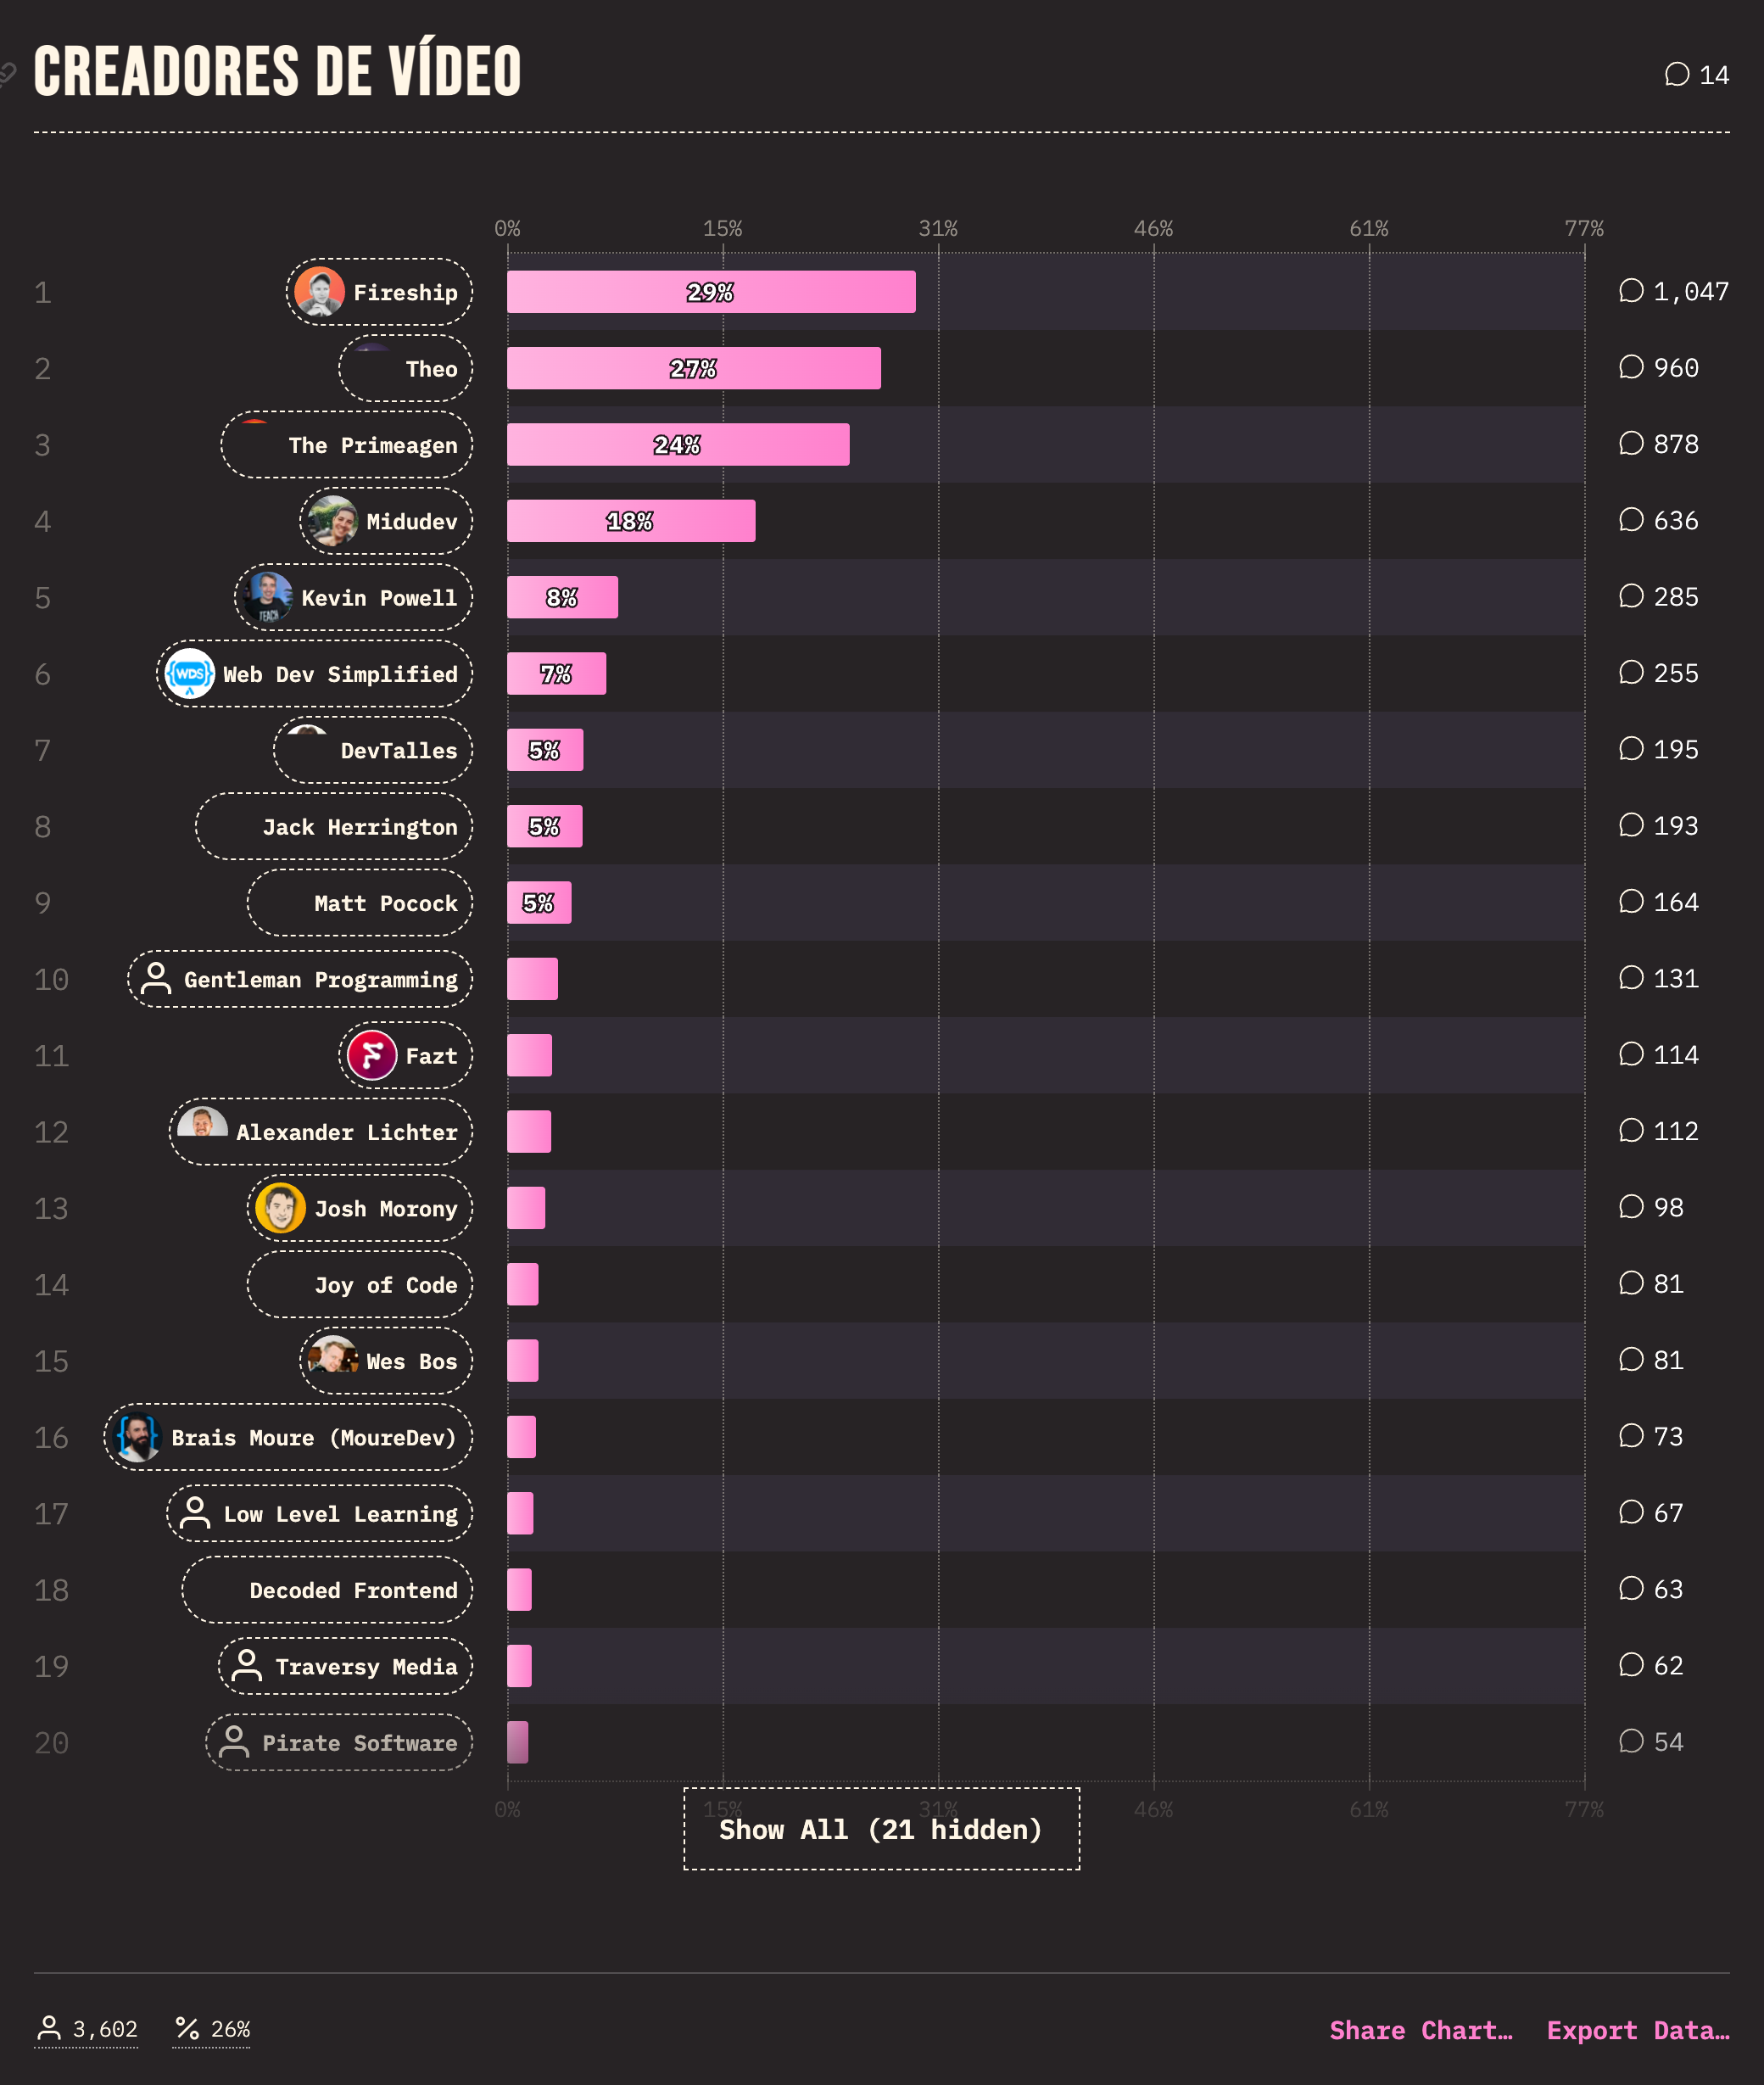 CREADORES DE VÍDEO
14
0% 15% 31% 46% 61% 77%
1 Fireship 29% 1,047
2 Theo 27% 960
3 The Primeagen 24% 878
4 Midudev 18% 636
5 Kevin Powell 8% 285
6 WDS Web Dev Simplified 7% 255
7 DevTalles 5% 195
8 Jack Herrington 5% 193
9 Matt Pocock 5% 164
10 Gentleman Programming 131
11 Fazt 114
12 Alexander Lichter 112
13 Josh Morony 98
14 Joy of Code 81
15 Wes Bos 81
16 Brais Moure (MoureDev) 73
17 Low Level Learning 67
18 Decoded Frontend 63
19 Traversy Media 62
20 Pirate Software 54
0% 15% 31% 46% 61% 77%
Show All (21 hidden)
3,602 26% Share Chart… Export Data…